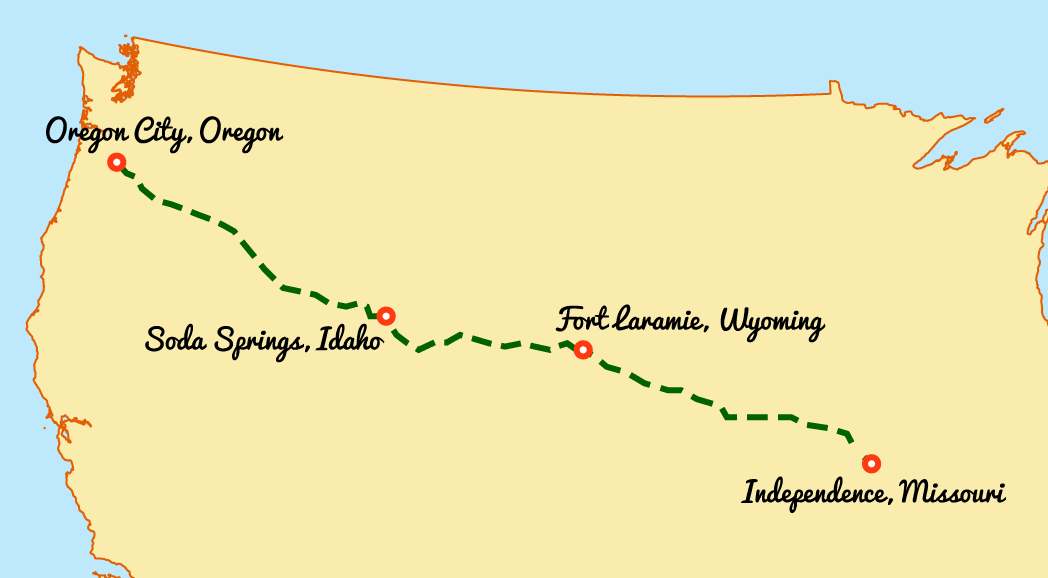 Oregon City, Oregon
Fort Laramie, Wyoming
Soda Springs, Idaho
Independence, Missouri